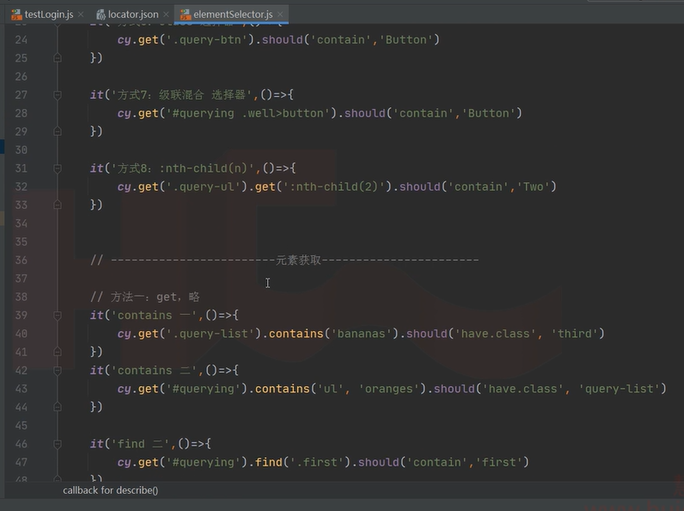 testLogin.js locator.json elementSelector.js
24 cy.get('.query-btn').should('contain','Button')
25 })
26
27 it('方式7：级联混合 选择器',()=>{
28 cy.get('#querying .well>button').should('contain','Button')
29 })
30
31 it('方式8：:nth-child(n)',()=>{
32 cy.get('.query-ul').get(':nth-child(2)').should('contain','Two')
33 })
34
35
36 // ------------------------元素获取-----------------------
37
38 // 方法一：get，略
39 it('contains 一',()=>{
40 cy.get('.query-list').contains('bananas').should('have.class', 'third')
41 })
42 it('contains 二',()=>{
43 cy.get('#querying').contains('ul', 'oranges').should('have.class', 'query-list')
44 })
45
46 it('find 二',()=>{
47 cy.get('#querying').find('.first').should('contain','first')
48 })
callback for describe()